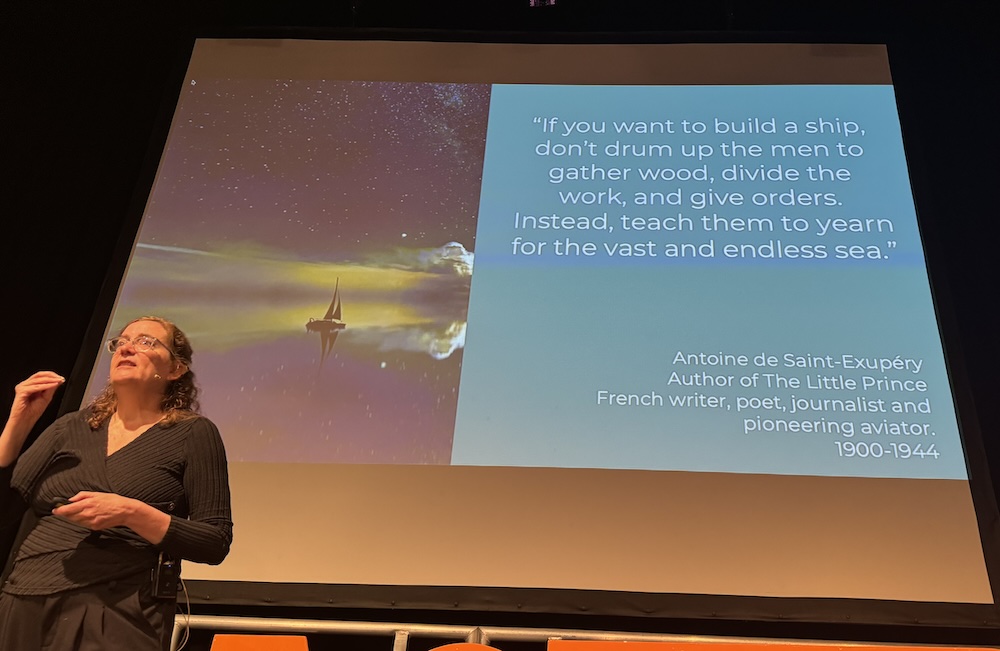 “If you want to build a ship,
don’t drum up the men to
gather wood, divide the
work, and give orders.
Instead, teach them to yearn
for the vast and endless sea.”
Antoine de Saint-Exupéry
Author of The Little Prince
French writer, poet, journalist and
pioneering aviator.
1900-1944